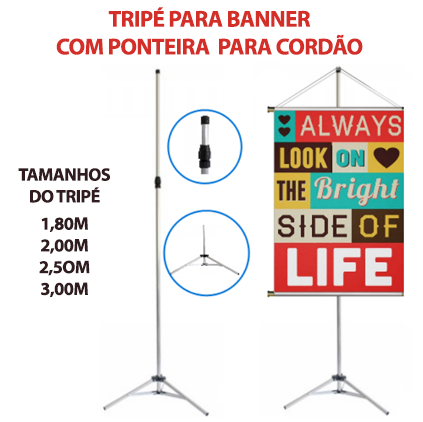 TRIPÉ PARA BANNER
COM PONTEIRA PARA CORDÃO
TAMANHOS
DO TRIPÉ
1,80M
2,00M
2,5OM
3,00M
ALWAYS
LOOK ON
THE Bright
SIDE OF
LIFE